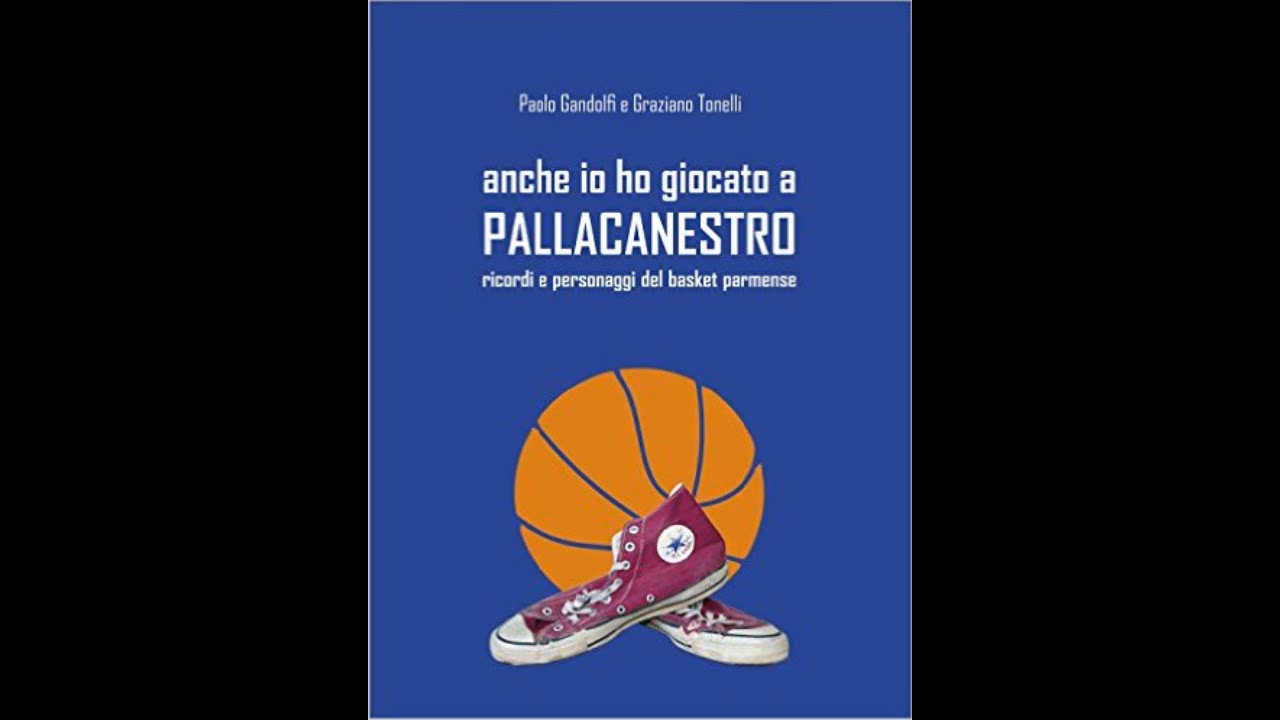 Paolo Gandolfi e Graziano Tonelli
anche io ho giocato a
PALLACANESTRO
ricordi e personaggi del basket parmense